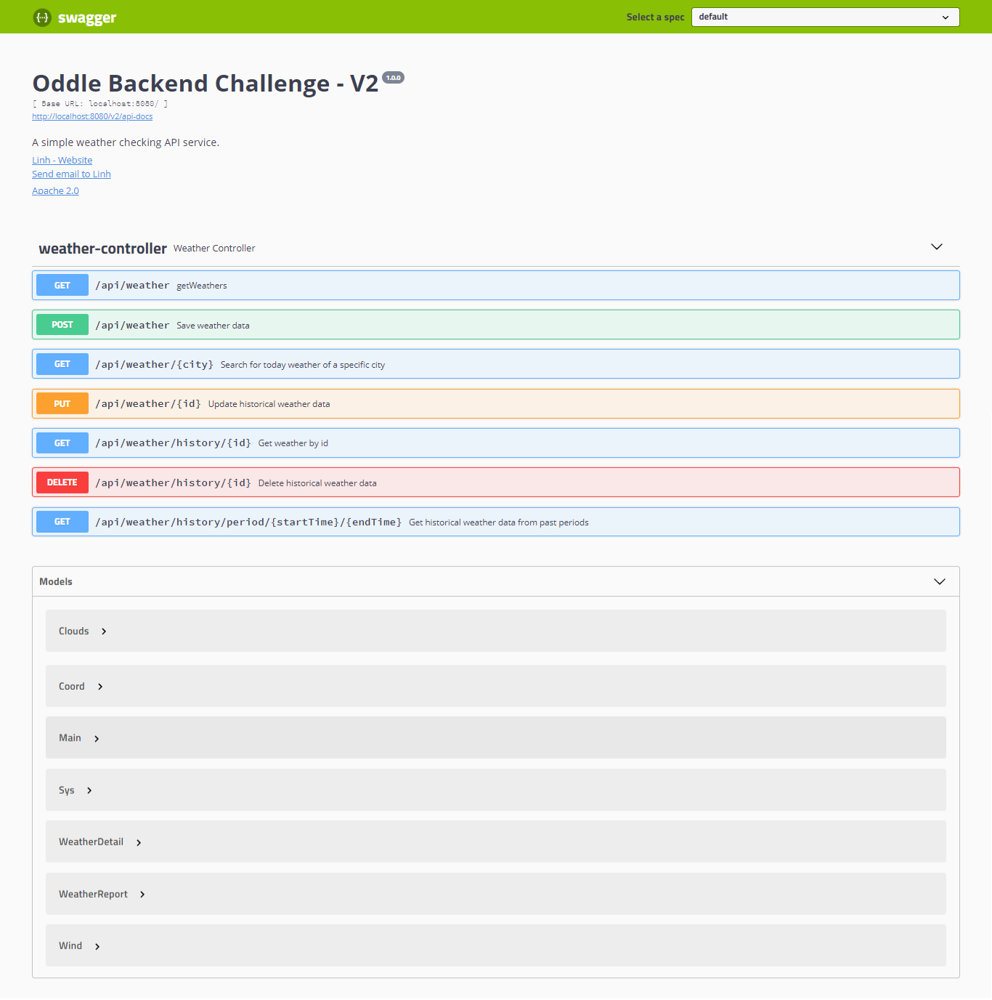 {···} swagger
Select a spec default
Oddle Backend Challenge - V2 1.0.0
[ Base URL: localhost:8080/ ]
http://localhost:8080/v2/api-docs
A simple weather checking API service.
Linh - Website
Send email to Linh
Apache 2.0
weather-controller Weather Controller
GET /api/weather getWeathers
POST /api/weather Save weather data
GET /api/weather/{city} Search for today weather of a specific city
PUT /api/weather/{id} Update historical weather data
GET /api/weather/history/{id} Get weather by id
DELETE /api/weather/history/{id} Delete historical weather data
GET /api/weather/history/period/{startTime}/{endTime} Get historical weather data from past periods
Models
Clouds
Coord
Main
Sys
WeatherDetail
WeatherReport
Wind